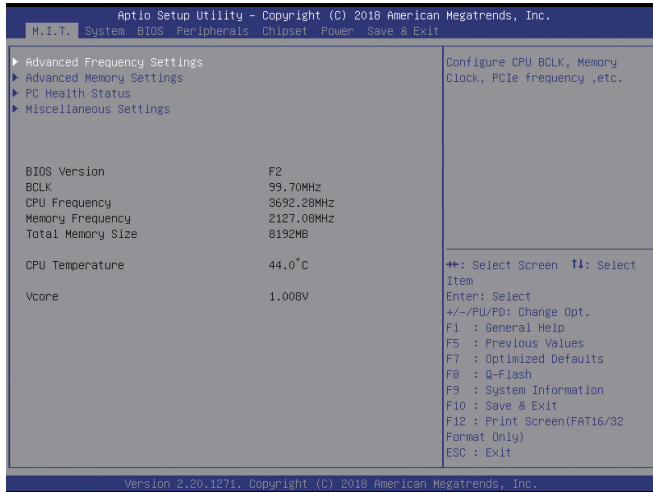 Aptio Setup Utility – Copyright (C) 2018 American Megatrends, Inc.
M.I.T. System BIOS Peripherals Chipset Power Save & Exit
Advanced Frequency Settings
Advanced Memory Settings
PC Health Status
Miscellaneous Settings
BIOS Version F2
BCLK 99.70MHz
CPU Frequency 3692.28MHz
Memory Frequency 2127.08MHz
Total Memory Size 8192MB
CPU Temperature 44.0°C
Vcore 1.008V
Configure CPU BCLK, Memory
Clock, PCIe frequency ,etc.
→←: Select Screen ↑↓: Select
Item
Enter: Select
+/-/PU/PD: Change Opt.
F1 : General Help
F5 : Previous Values
F7 : Optimized Defaults
F8 : Q-Flash
F9 : System Information
F10 : Save & Exit
F12 : Print Screen(FAT16/32
Format Only)
ESC : Exit
Version 2.20.1271. Copyright (C) 2018 American Megatrends, Inc.